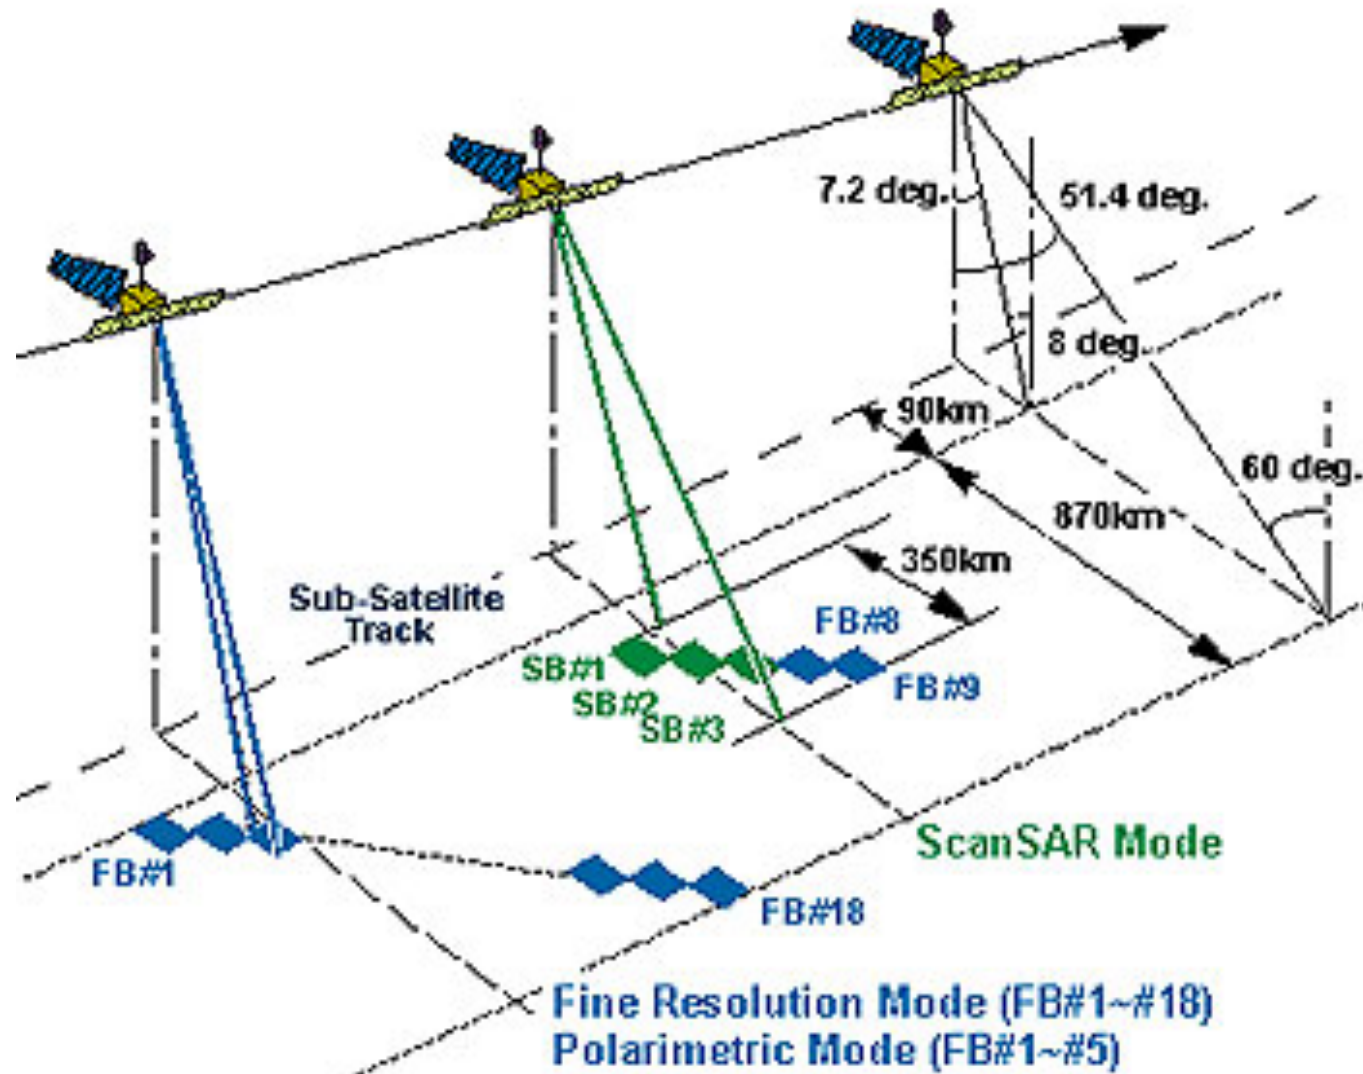 7.2 deg.
51.4 deg.
8 deg.
90km
60 deg.
870km
350km
Sub-Satellite
Track
FB#8
SB#1
FB#9
SB#2
SB#3
ScanSAR Mode
FB#1
FB#18
Fine Resolution Mode (FB#1~#18)
Polarimetric Mode (FB#1~#5)